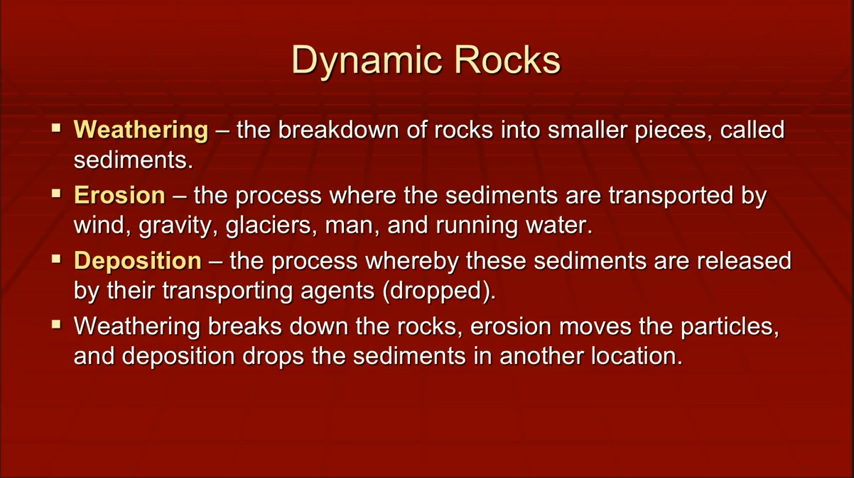 Dynamic Rocks
▪ Weathering – the breakdown of rocks into smaller pieces, called
sediments.
▪ Erosion – the process where the sediments are transported by
wind, gravity, glaciers, man, and running water.
▪ Deposition – the process whereby these sediments are released
by their transporting agents (dropped).
▪ Weathering breaks down the rocks, erosion moves the particles,
and deposition drops the sediments in another location.